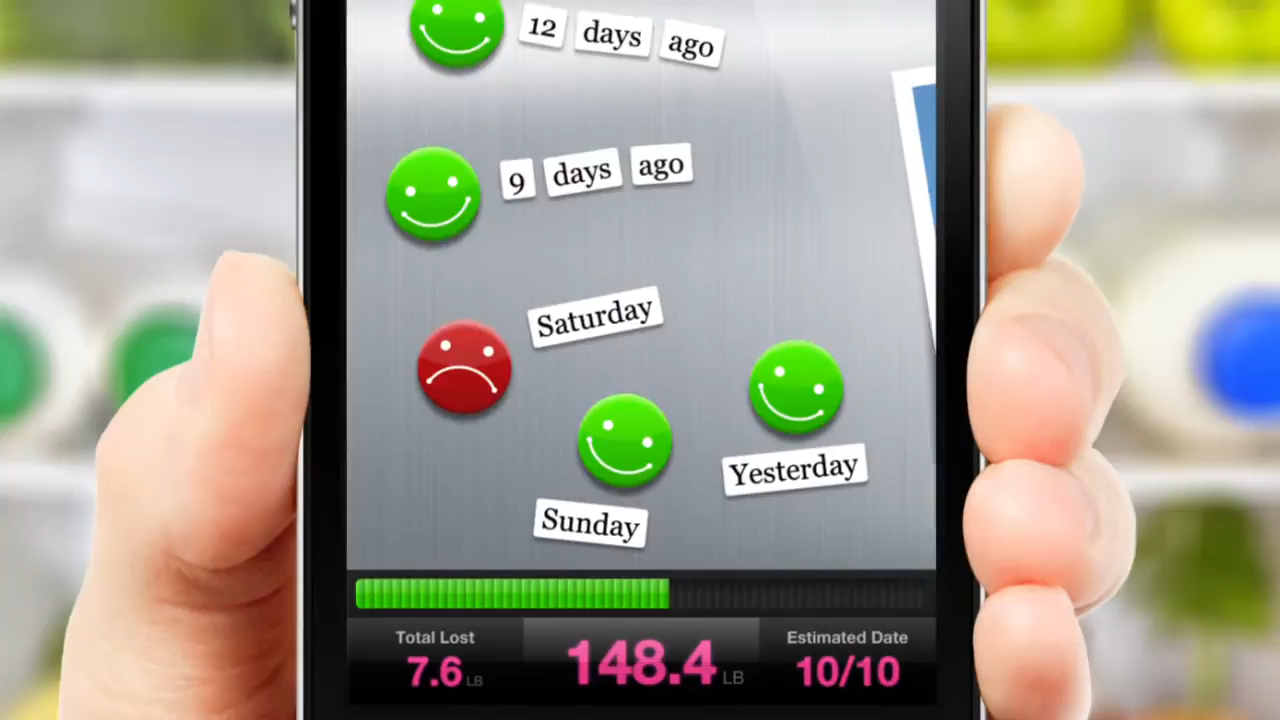 12 days ago
9 days ago
Saturday
Yesterday
Sunday
Total Lost
7.6 LB
148.4 LB
Estimated Date
10/10